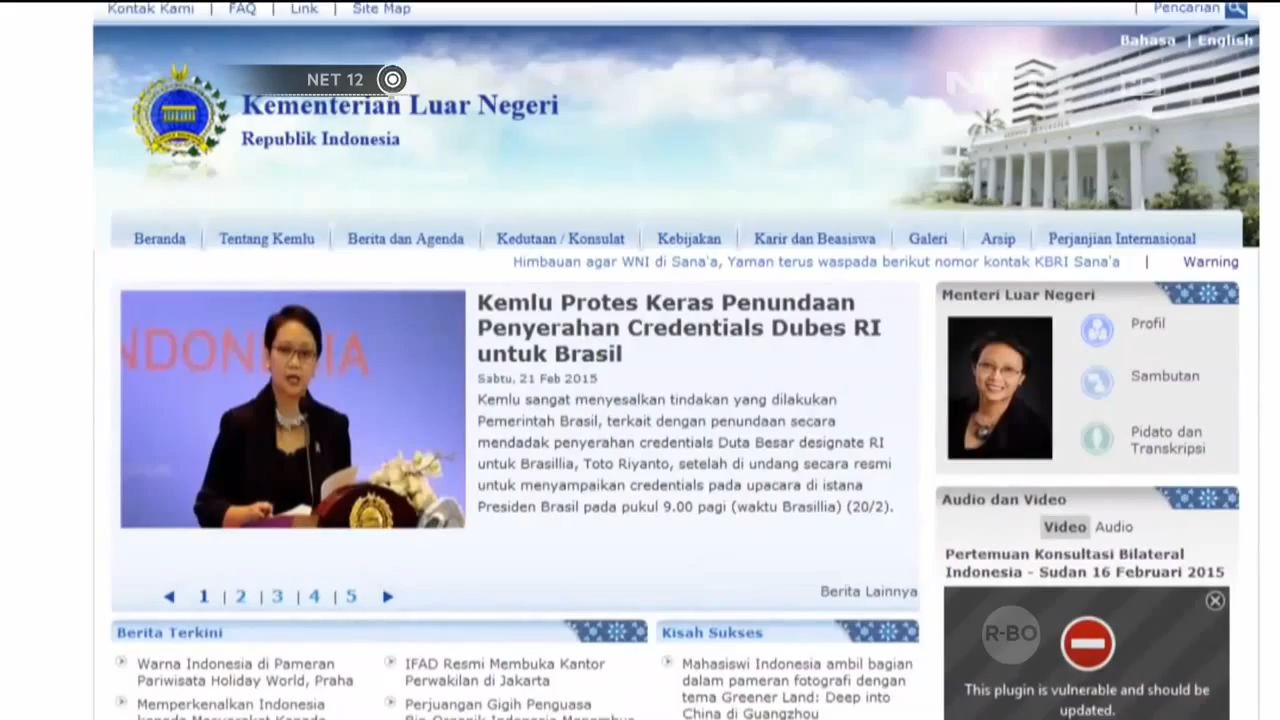 Kontak Kami | FAQ | Link | Site Map | Pencarian
Bahasa | English
NET 12
Kementerian Luar Negeri
Republik Indonesia
Beranda | Tentang Kemlu | Berita dan Agenda | Kedutaan / Konsulat | Kebijakan | Karir dan Beasiswa | Galeri | Arsip | Perjanjian Internasional
Himbauan agar WNI di Sana'a, Yaman terus waspada berikut nomor kontak KBRI Sana'a | Warning
INDONESIA
Kemlu Protes Keras Penundaan
Penyerahan Credentials Dubes RI
untuk Brasil
Sabtu, 21 Feb 2015
Kemlu sangat menyesalkan tindakan yang dilakukan
Pemerintah Brasil, terkait dengan penundaan secara
mendadak penyerahan credentials Duta Besar designate RI
untuk Brasillia, Toto Riyanto, setelah di undang secara resmi
untuk menyampaikan credentials pada upacara di istana
Presiden Brasil pada pukul 9.00 pagi (waktu Brasillia) (20/2).
1 | 2 | 3 | 4 | 5
Berita Lainnya
Menteri Luar Negeri
Profil
Sambutan
Pidato dan
Transkripsi
Audio dan Video
Video Audio
Pertemuan Konsultasi Bilateral
Indonesia - Sudan 16 Februari 2015
R-BO
This plugin is vulnerable and should be
updated.
Berita Terkini
Warna Indonesia di Pameran
Pariwisata Holiday World, Praha
Memperkenalkan Indonesia
kepada Masyarakat Kanada
IFAD Resmi Membuka Kantor
Perwakilan di Jakarta
Perjuangan Gigih Penguasa
Kisah Sukses
Mahasiswi Indonesia ambil bagian
dalam pameran fotografi dengan
tema Greener Land: Deep into
China di Guangzhou